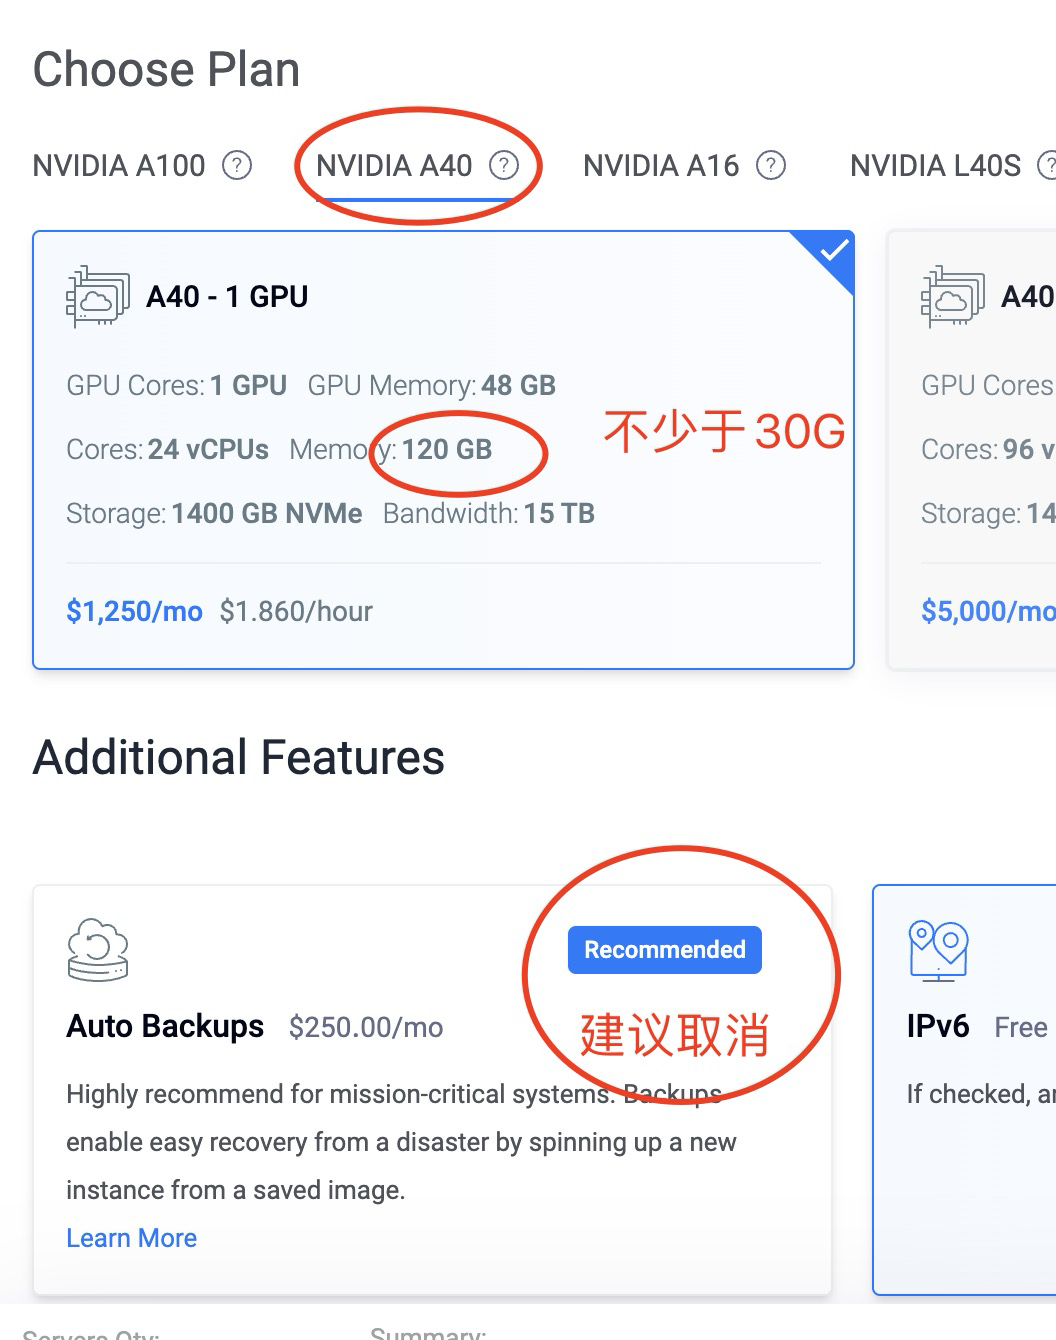 Choose Plan
NVIDIA A100 ? NVIDIA A40 ? NVIDIA A16 ? NVIDIA L40S ?
A40 - 1 GPU A40
GPU Cores: 1 GPU GPU Memory: 48 GB GPU Cores
不少于 30G
Cores: 24 vCPUs Memory: 120 GB Cores: 96 v
Storage: 1400 GB NVMe Bandwidth: 15 TB Storage: 14
$1,250/mo $1.860/hour $5,000/mo
Additional Features
Recommended
Auto Backups $250.00/mo 建议取消 IPv6 Free
Highly recommend for mission-critical systems. Backups If checked, a
enable easy recovery from a disaster by spinning up a new
instance from a saved image.
Learn More
Servers Qty: Summary: